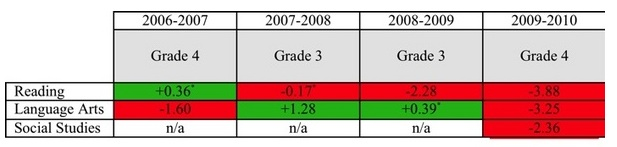 2006-2007 2007-2008 2008-2009 2009-2010
Grade 4 Grade 3 Grade 3 Grade 4
Reading +0.36* -0.17* -2.28 -3.88
Language Arts -1.60 +1.28 +0.39* -3.25
Social Studies n/a n/a n/a -2.36